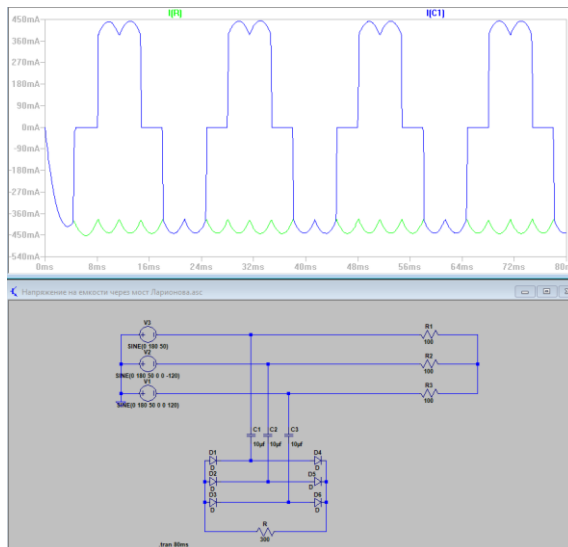 I(R) I(C1)
450mA
360mA
270mA
180mA
90mA
0mA
-90mA
-180mA
-270mA
-360mA
-450mA
-540mA
0ms 8ms 16ms 24ms 32ms 40ms 48ms 56ms 64ms 72ms 80ms
Напряжение на емкости через мост Ларионова.asc
V3
SINE(0 180 50)
R1
100
V2
SINE(0 180 50 0 0 -120)
R2
100
V1
SINE(0 180 50 0 0 120)
R3
100
C1 C2 C3
10µf 10µf 10µf
D1 D4
D D
D2 D5
D D
D3 D6
D D
R
300
.tran 80ms